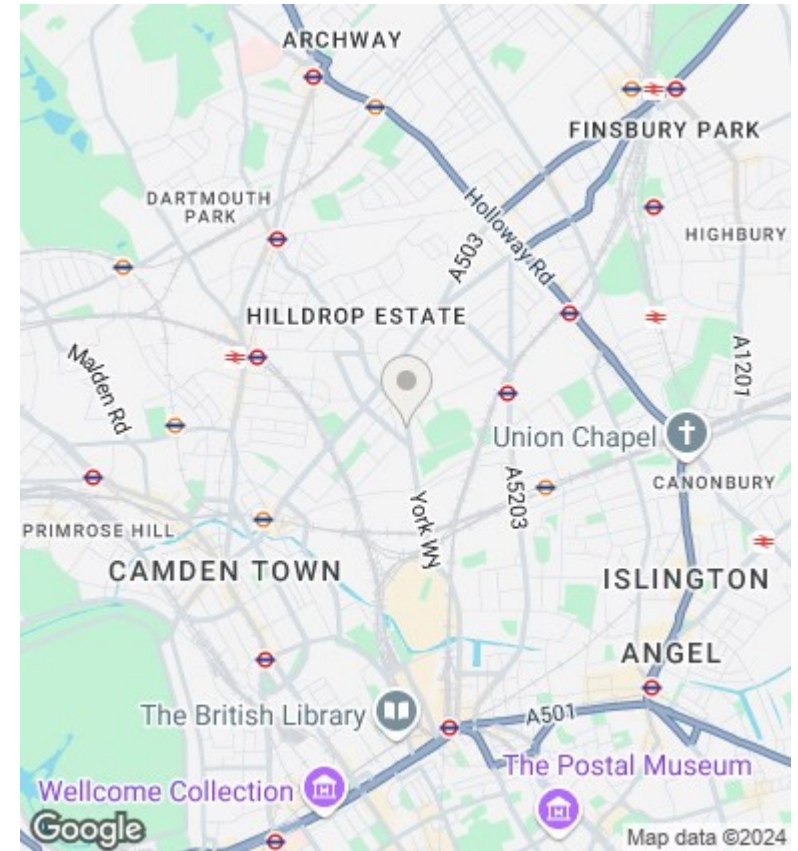 ARCHWAY
FINSBURY PARK
DARTMOUTH
PARK
Holloway Rd
A503
HIGHBURY
HILLDROP ESTATE
Malden Rd
A1201
Union Chapel
A5203
CANONBURY
York Wy
PRIMROSE HILL
CAMDEN TOWN
ISLINGTON
ANGEL
The British Library
A501
The Postal Museum
Wellcome Collection
Google
Map data ©2024